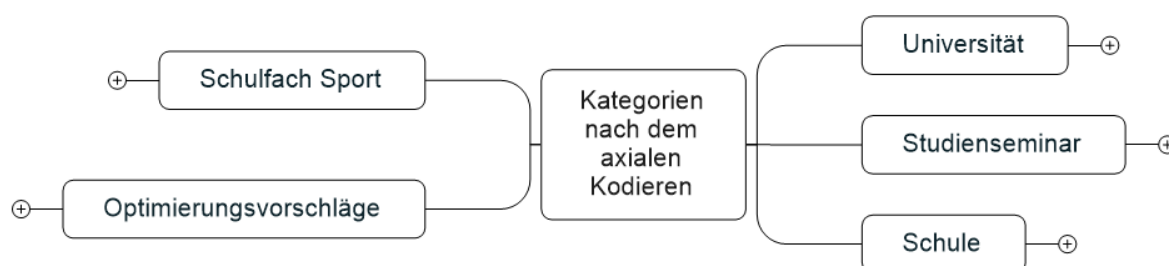 Schulfach Sport
Optimierungsvorschläge
Kategorien
nach dem
axialen
Kodieren
Universität
Studienseminar
Schule